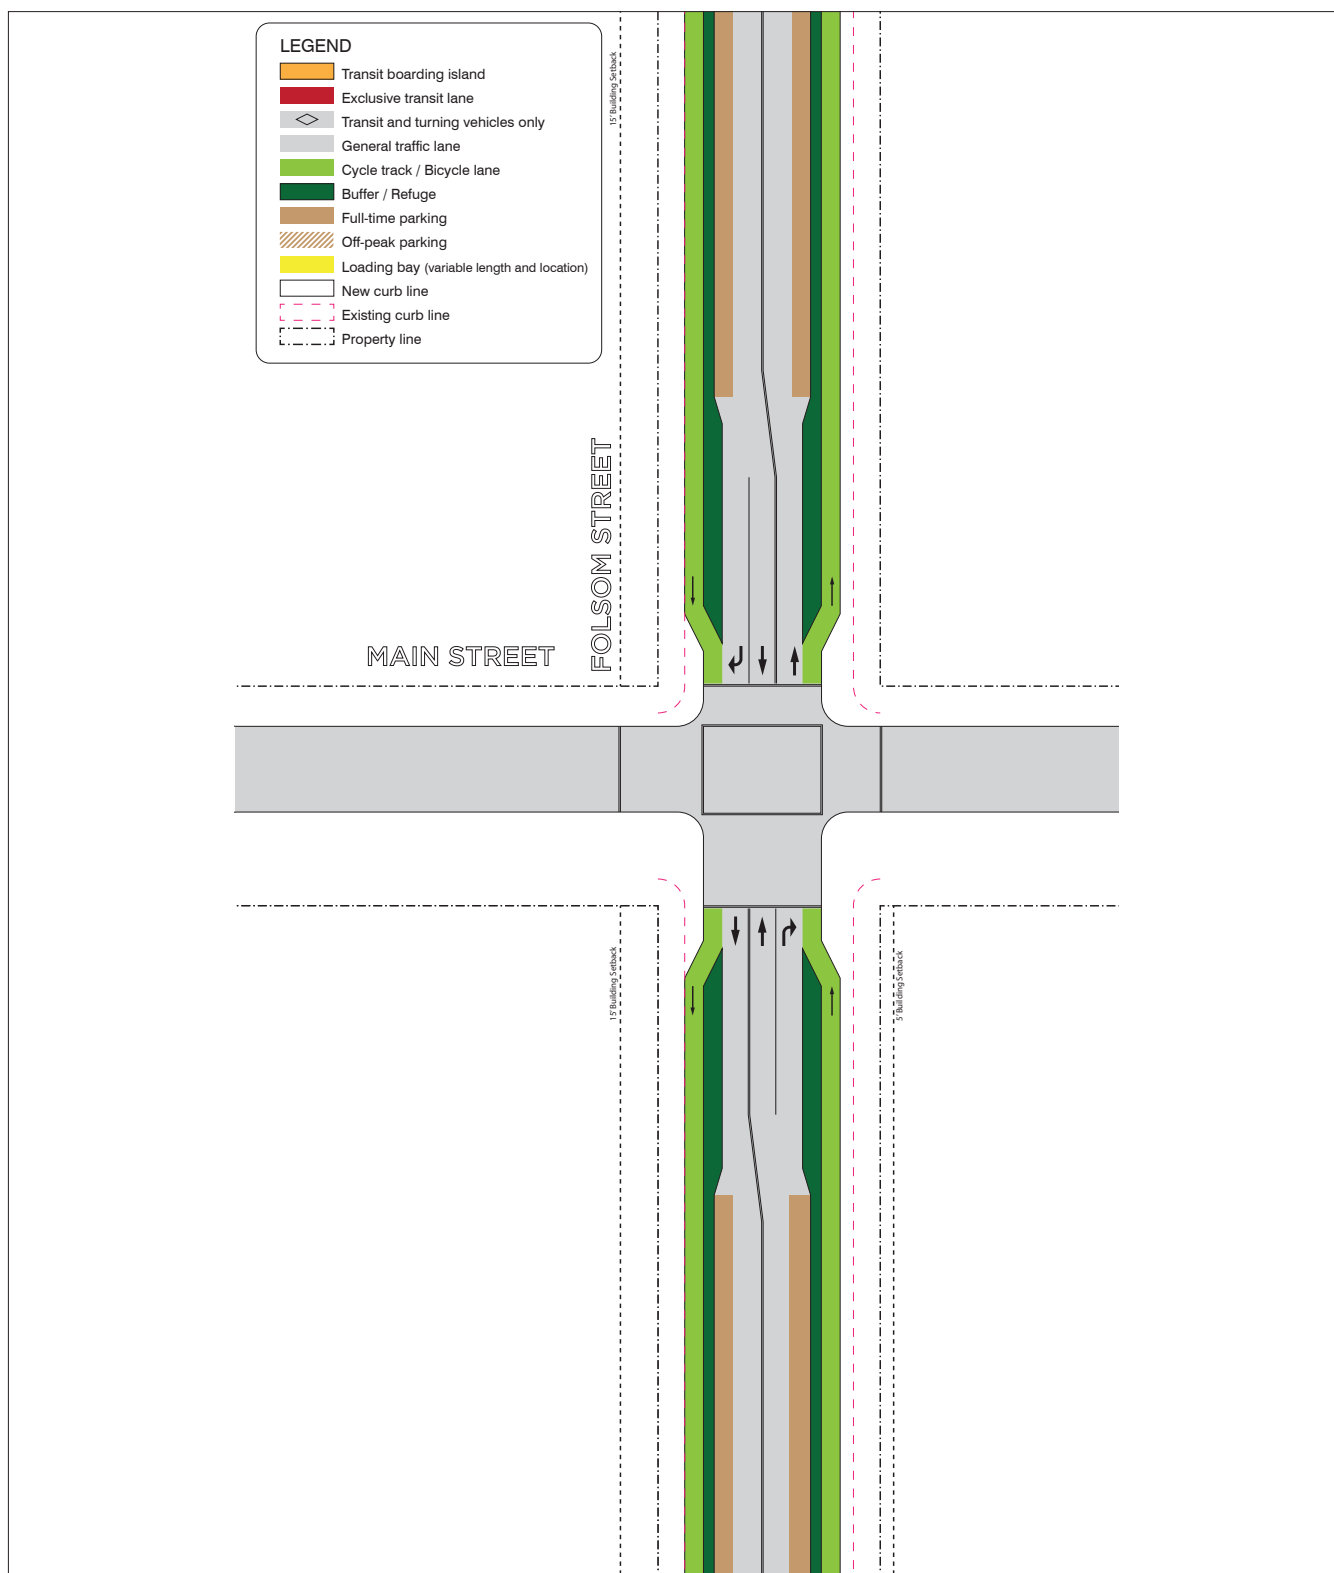 LEGEND
Transit boarding island
Exclusive transit lane
Transit and turning vehicles only
General traffic lane
Cycle track / Bicycle lane
Buffer / Refuge
Full-time parking
Off-peak parking
Loading bay (variable length and location)
New curb line
Existing curb line
Property line
15' Building Setback
FOLSOM STREET
MAIN STREET
15' Building Setback
5' Building Setback